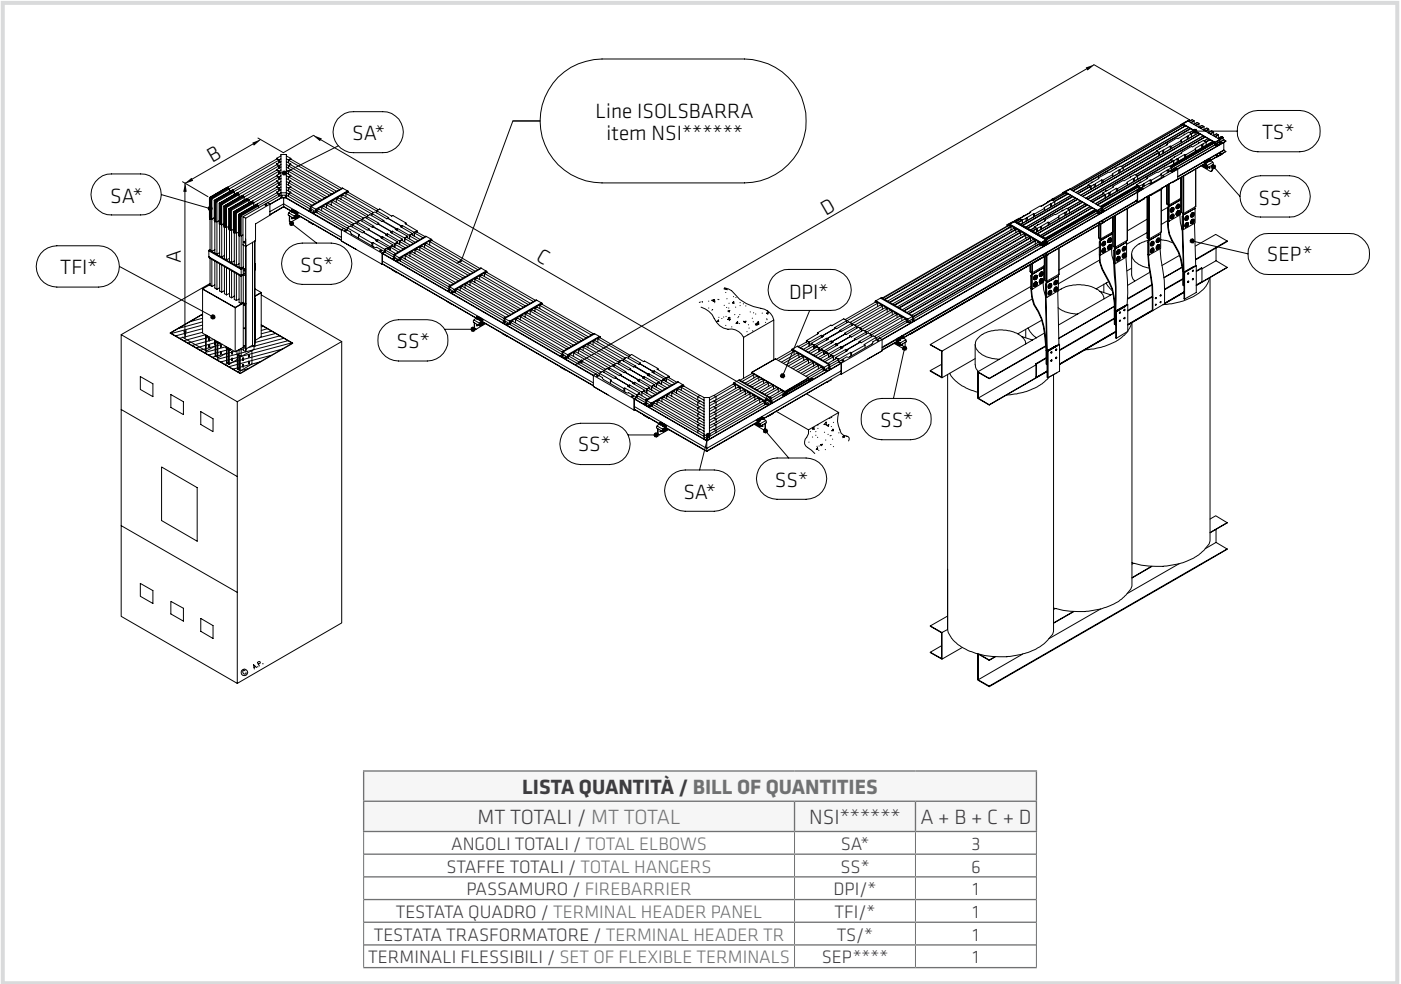 Line ISOLSBARRA
item NSI******
SA*
B
SA*
A
TFI*
SS*
C
SS*
SS*
SA*
SS*
DPI*
SS*
D
TS*
SS*
SEP*
© A.P.
LISTA QUANTITÀ / BILL OF QUANTITIES
MT TOTALI / MT TOTAL NSI****** A + B + C + D
ANGOLI TOTALI / TOTAL ELBOWS SA* 3
STAFFE TOTALI / TOTAL HANGERS SS* 6
PASSAMURO / FIREBARRIER DPI/* 1
TESTATA QUADRO / TERMINAL HEADER PANEL TFI/* 1
TESTATA TRASFORMATORE / TERMINAL HEADER TR TS/* 1
TERMINALI FLESSIBILI / SET OF FLEXIBLE TERMINALS SEP**** 1